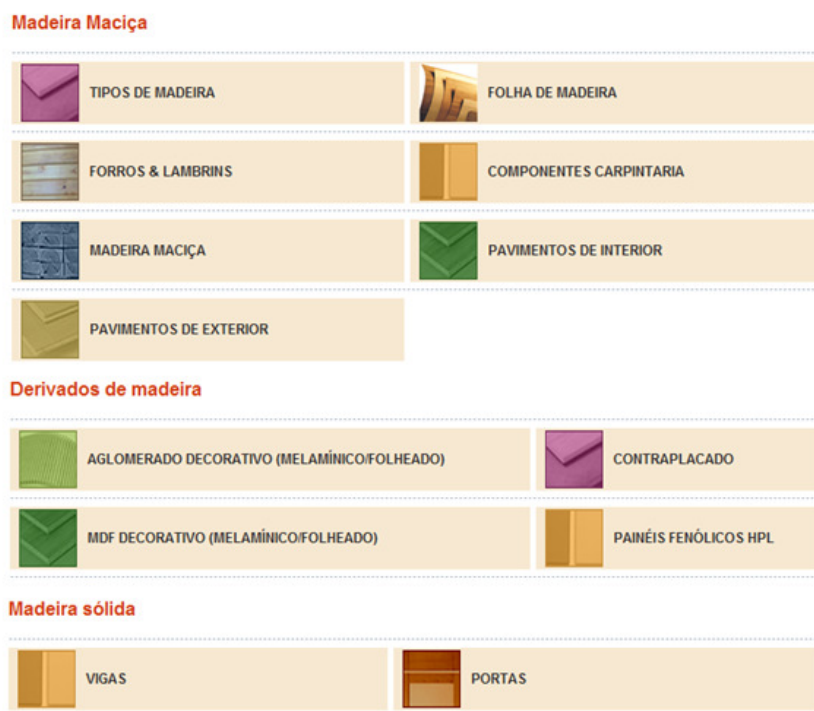 Madeira Maciça
TIPOS DE MADEIRA
FOLHA DE MADEIRA
FORROS & LAMBRINS
COMPONENTES CARPINTARIA
MADEIRA MACIÇA
PAVIMENTOS DE INTERIOR
PAVIMENTOS DE EXTERIOR
Derivados de madeira
AGLOMERADO DECORATIVO (MELAMÍNICO/FOLHEADO)
CONTRAPLACADO
MDF DECORATIVO (MELAMÍNICO/FOLHEADO)
PAINÉIS FENÓLICOS HPL
Madeira sólida
VIGAS
PORTAS